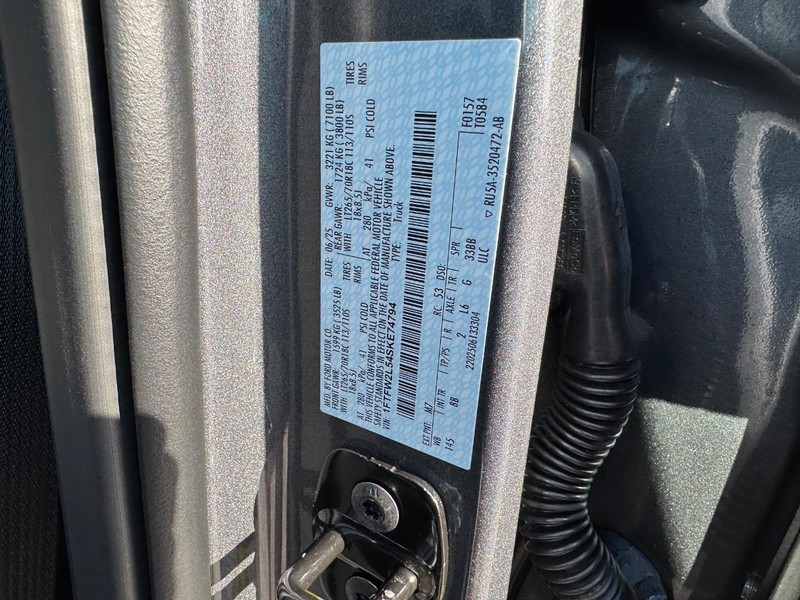 MFD. BY FORD MOTOR CO.
DATE: 06/25 GVWR: 3221 KG (7100 LB)
FRONT GAWR: 1599 KG (3525 LB) REAR GAWR: 1724 KG (3800 LB)
WITH LT265/70R18C 113/110S TIRES WITH LT265/70R18C 113/110S TIRES
18x8.5J RIMS 18x8.5J RIMS
AT 280 kPa/ 41 PSI COLD AT 280 kPa/ 41 PSI COLD
THIS VEHICLE CONFORMS TO ALL APPLICABLE FEDERAL MOTOR VEHICLE
SAFETY STANDARDS IN EFFECT ON THE DATE OF MANUFACTURE SHOWN ABOVE.
VIN: 1FTFW2L54SKE74794 TYPE: Truck
EXT PNT: M7 RC: 53 DSO: F0157
WB INT TR TP/PS R AXLE TR SPR T0584
145 8B 2 L6 G 33BB
2202506133304 ULC ▽ RU5A-3520472-AB